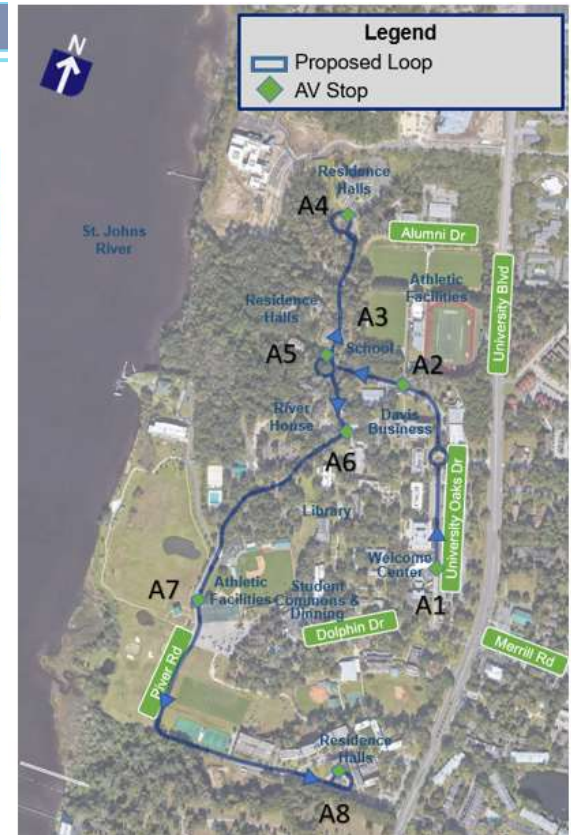 N
Legend
Proposed Loop
AV Stop
Residence
Halls
A4
Alumni Dr
St. Johns
River
University Blvd
Athletic
Facilities
Residence
Halls
A3
School
A5
A2
River
House
Davis
Business
A6
University Oaks Dr
Library
Welcome
Center
A7
Athletic
Facilities
Student
Commons &
Dinning
A1
Dolphin Dr
Merrill Rd
River Rd
Residence
Halls
A8